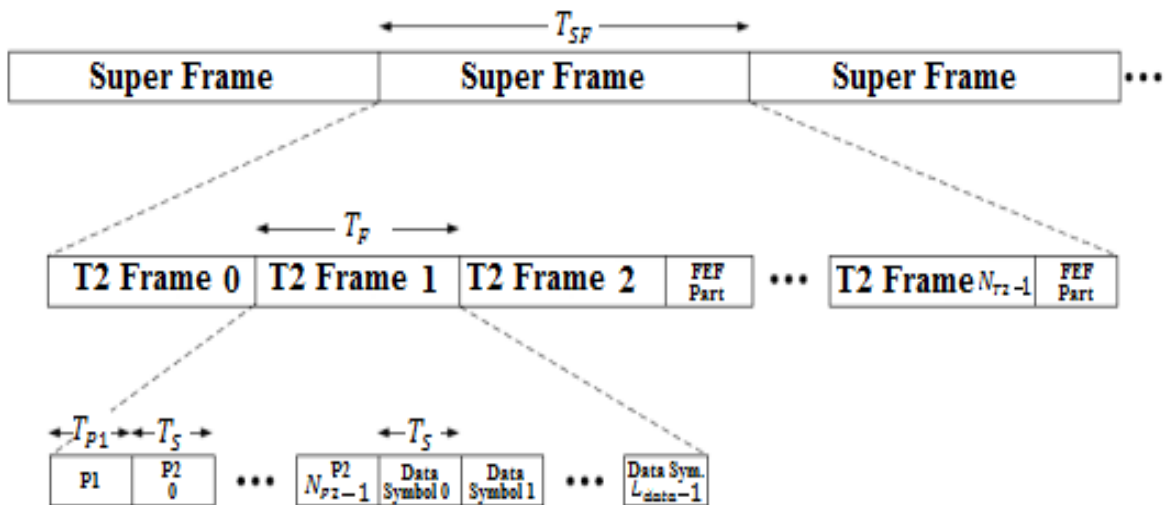 T_SF
Super Frame Super Frame Super Frame •••
T_F
T2 Frame 0 T2 Frame 1 T2 Frame 2 FEF Part ••• T2 Frame N_T2-1 FEF Part
T_P1 T_S T_S
P1 P2 0 ••• P2 N_P2-1 Data Symbol 0 Data Symbol 1 ••• Data Sym. L_data-1